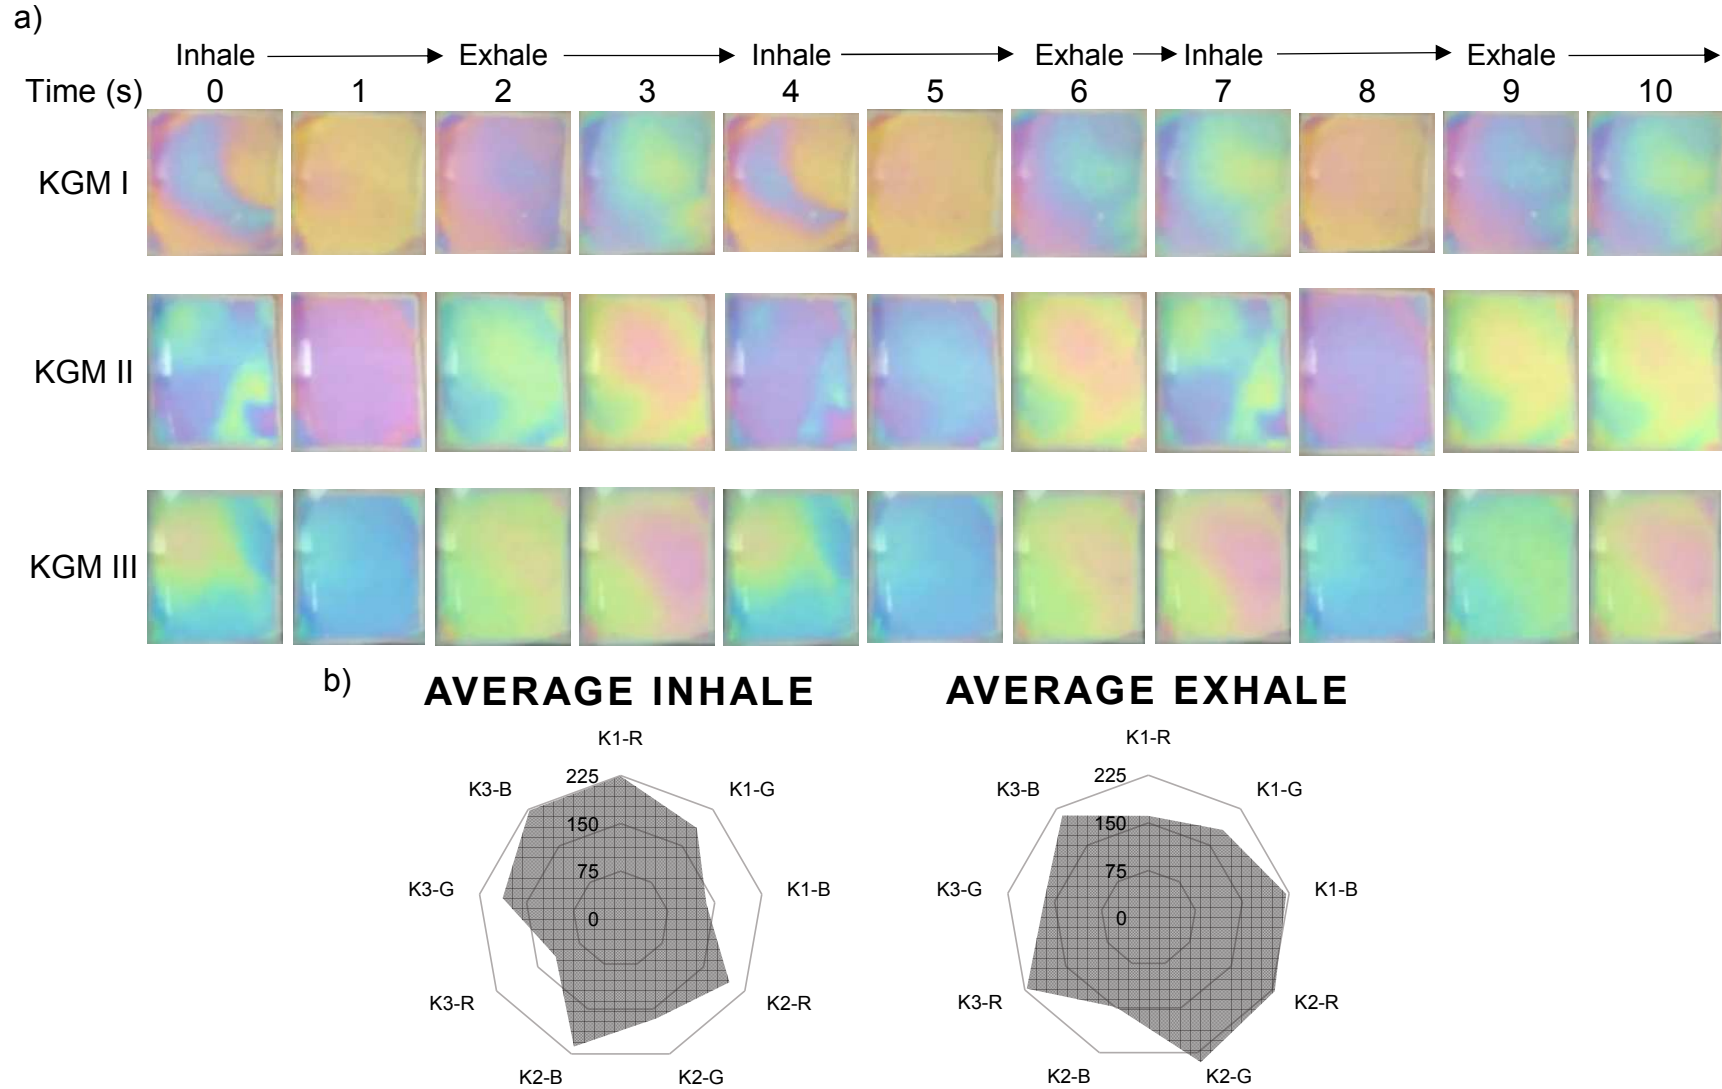 a)
Inhale Exhale Inhale Exhale Inhale Exhale
Time (s) 0 1 2 3 4 5 6 7 8 9 10
KGM I
KGM II
KGM III
b)
AVERAGE INHALE
K1-R
K1-G
K1-B
K2-R
K2-G
K2-B
K3-R
K3-G
K3-B
225
150
75
0
AVERAGE EXHALE
K1-R
K1-G
K1-B
K2-R
K2-G
K2-B
K3-R
K3-G
K3-B
225
150
75
0